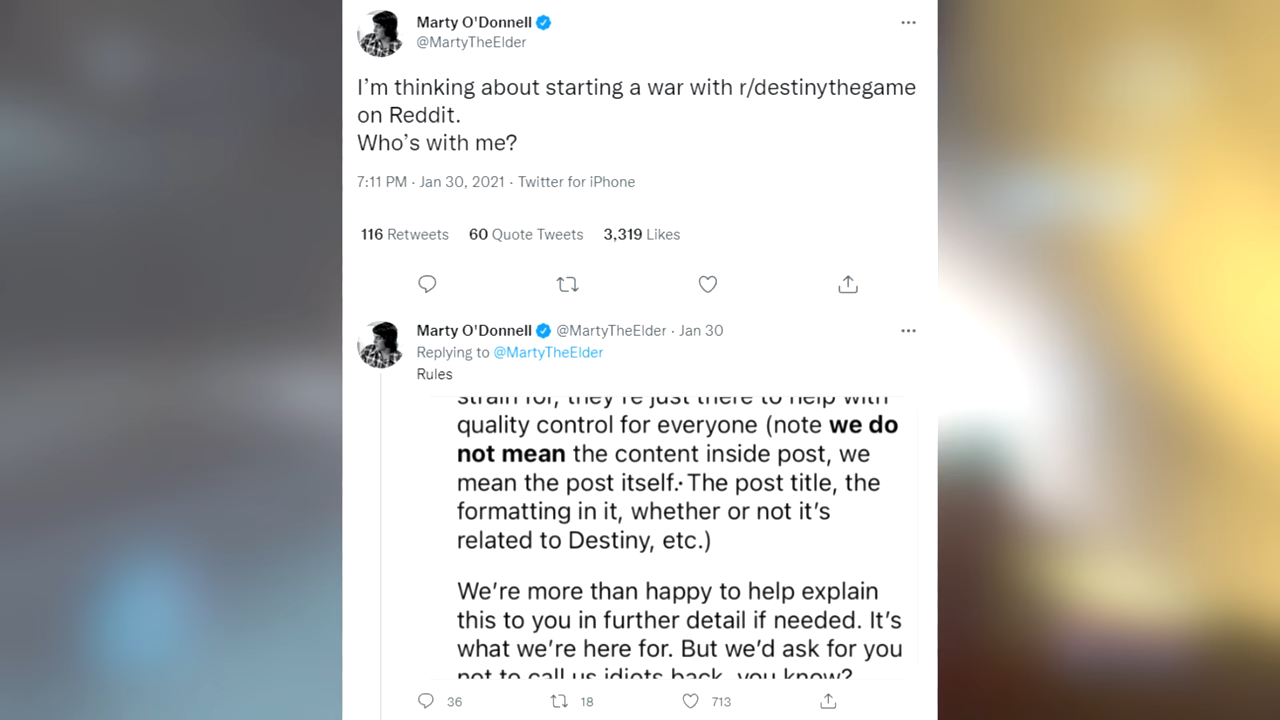 Marty O'Donnell
@MartyTheElder
I’m thinking about starting a war with r/destinythegame
on Reddit.
Who’s with me?
7:11 PM · Jan 30, 2021 · Twitter for iPhone
116 Retweets 60 Quote Tweets 3,319 Likes
Marty O'Donnell @MartyTheElder · Jan 30
Replying to @MartyTheElder
Rules
strain for, they're just there to help with
quality control for everyone (note we do
not mean the content inside post, we
mean the post itself.· The post title, the
formatting in it, whether or not it’s
related to Destiny, etc.)
We’re more than happy to help explain
this to you in further detail if needed. It’s
what we’re here for. But we’d ask for you
not to call us idiots back, you know?
36 18 713